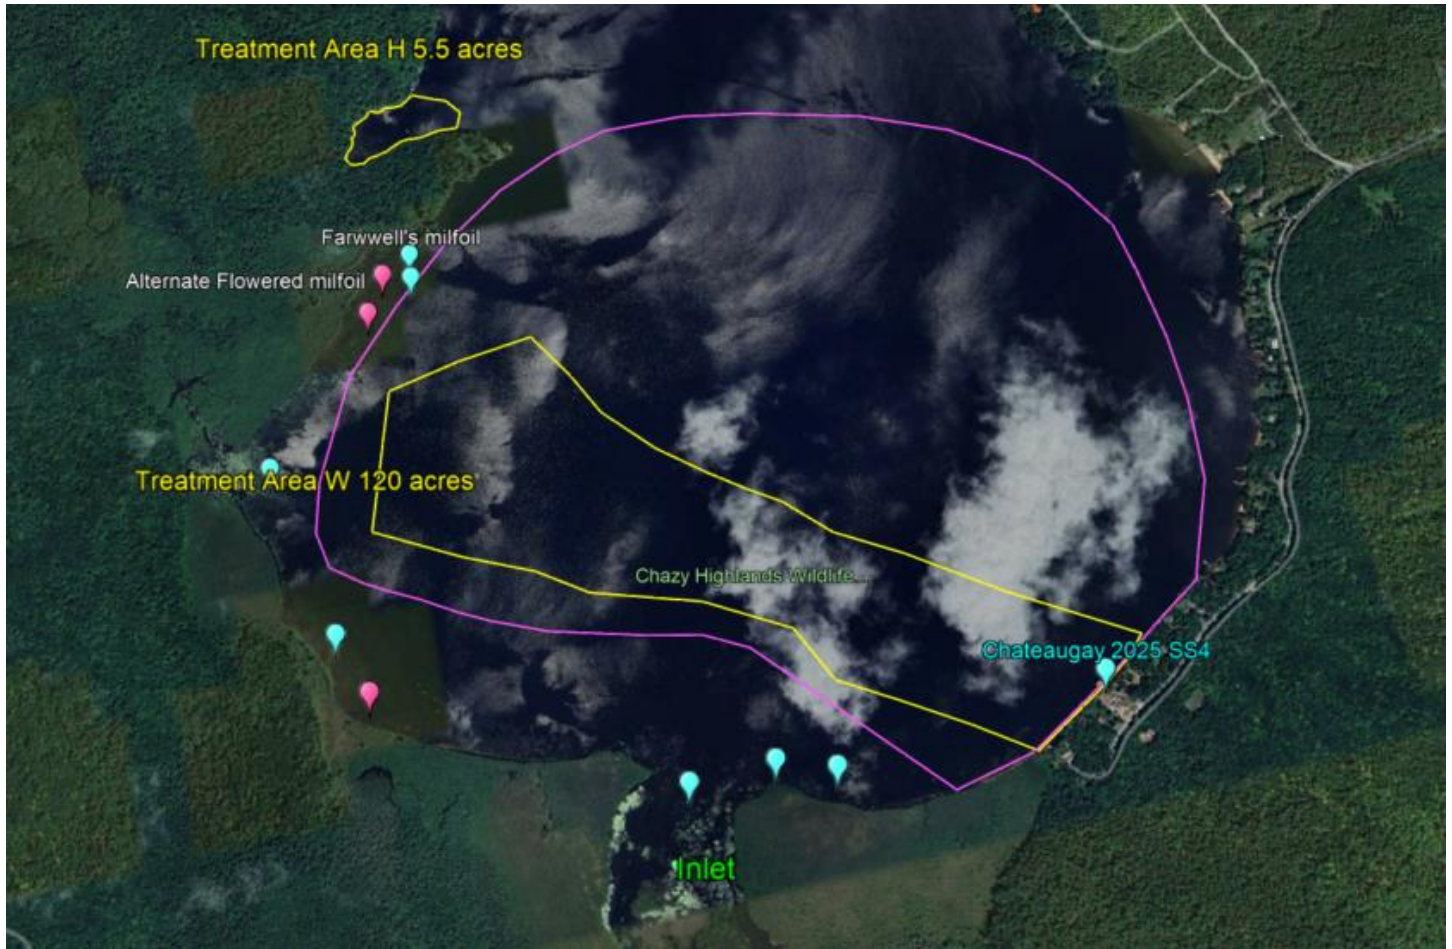 Treatment Area H 5.5 acres
Farwwell's milfoil
Alternate Flowered milfoil
Treatment Area W 120 acres
Chazy Highlands Wildlife...
Chateaugay 2025 SS4
Inlet